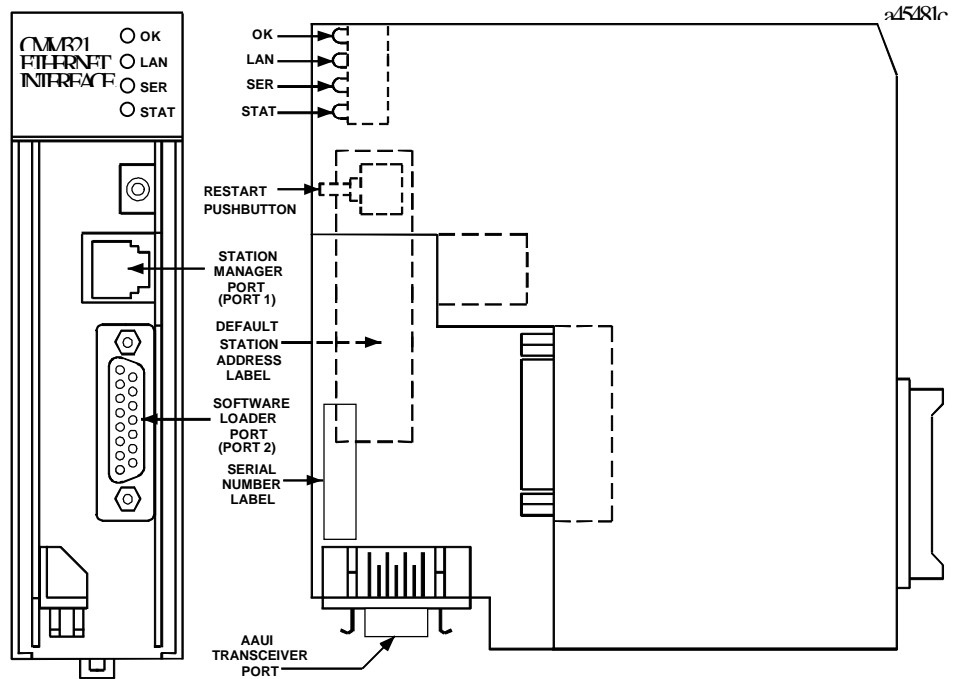 a45481c
CMM321
ETHERNET
INTERFACE
OK
LAN
SER
STAT
OK
LAN
SER
STAT
RESTART
PUSHBUTTON
STATION
MANAGER
PORT
(PORT 1)
DEFAULT
STATION
ADDRESS
LABEL
SOFTWARE
LOADER
PORT
(PORT 2)
SERIAL
NUMBER
LABEL
AAUI
TRANSCEIVER
PORT